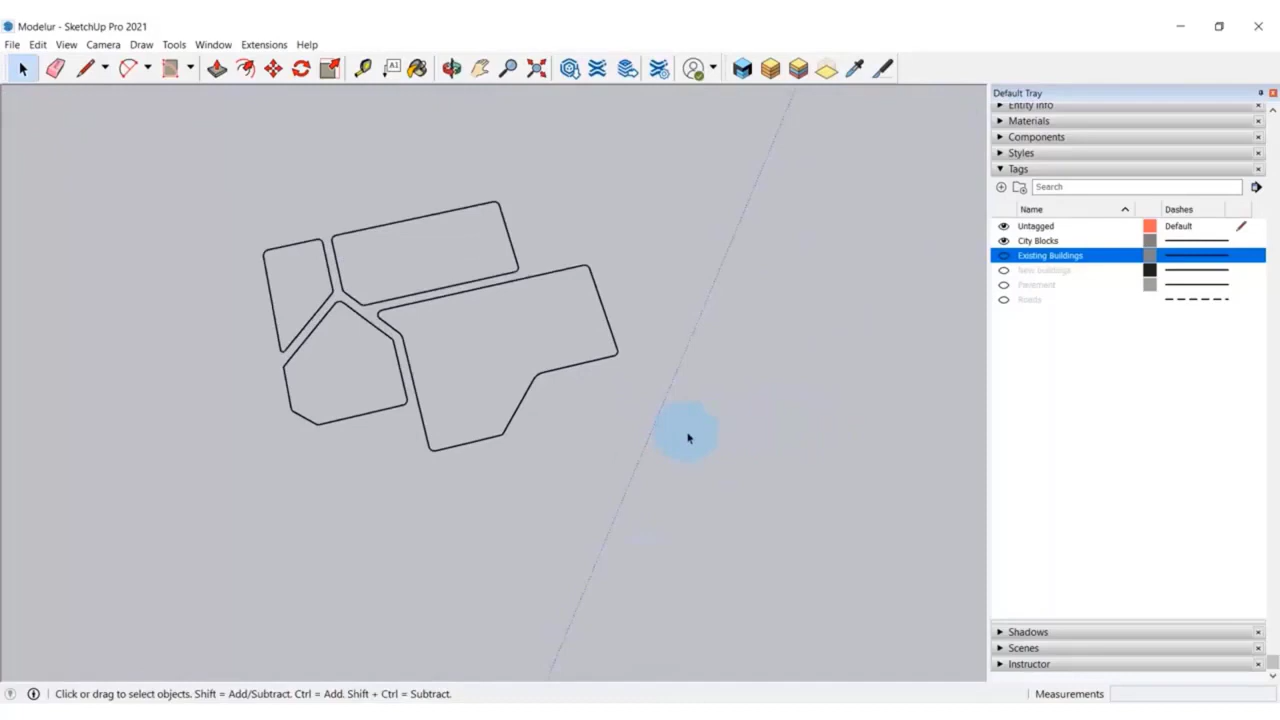 Modelur - SketchUp Pro 2021
File Edit View Camera Draw Tools Window Extensions Help
A1
Default Tray
Entity Info
Materials
Components
Styles
Tags
Search
Name Dashes
Untagged Default
City Blocks
Existing Buildings
New Buildings
Pavement
Roads
Shadows
Scenes
Instructor
Click or drag to select objects. Shift = Add/Subtract. Ctrl = Add. Shift + Ctrl = Subtract.
Measurements